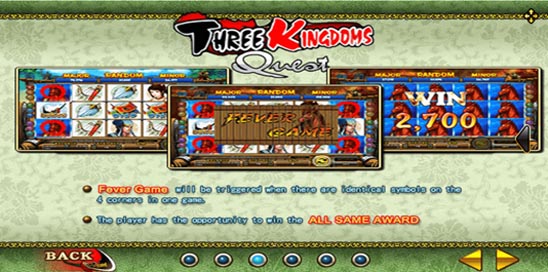 THREE KINGDOMS
Quest
MAJOR RANDOM MINOR
MAJOR RANDOM MINOR
MAJOR RANDOM MINOR
FEVER
GAME
WIN
2,700
Fever Game will be triggered when there are identical symbols on the
4 corners in one game.
The player has the opportunity to win the ALL SAME AWARD
BACK